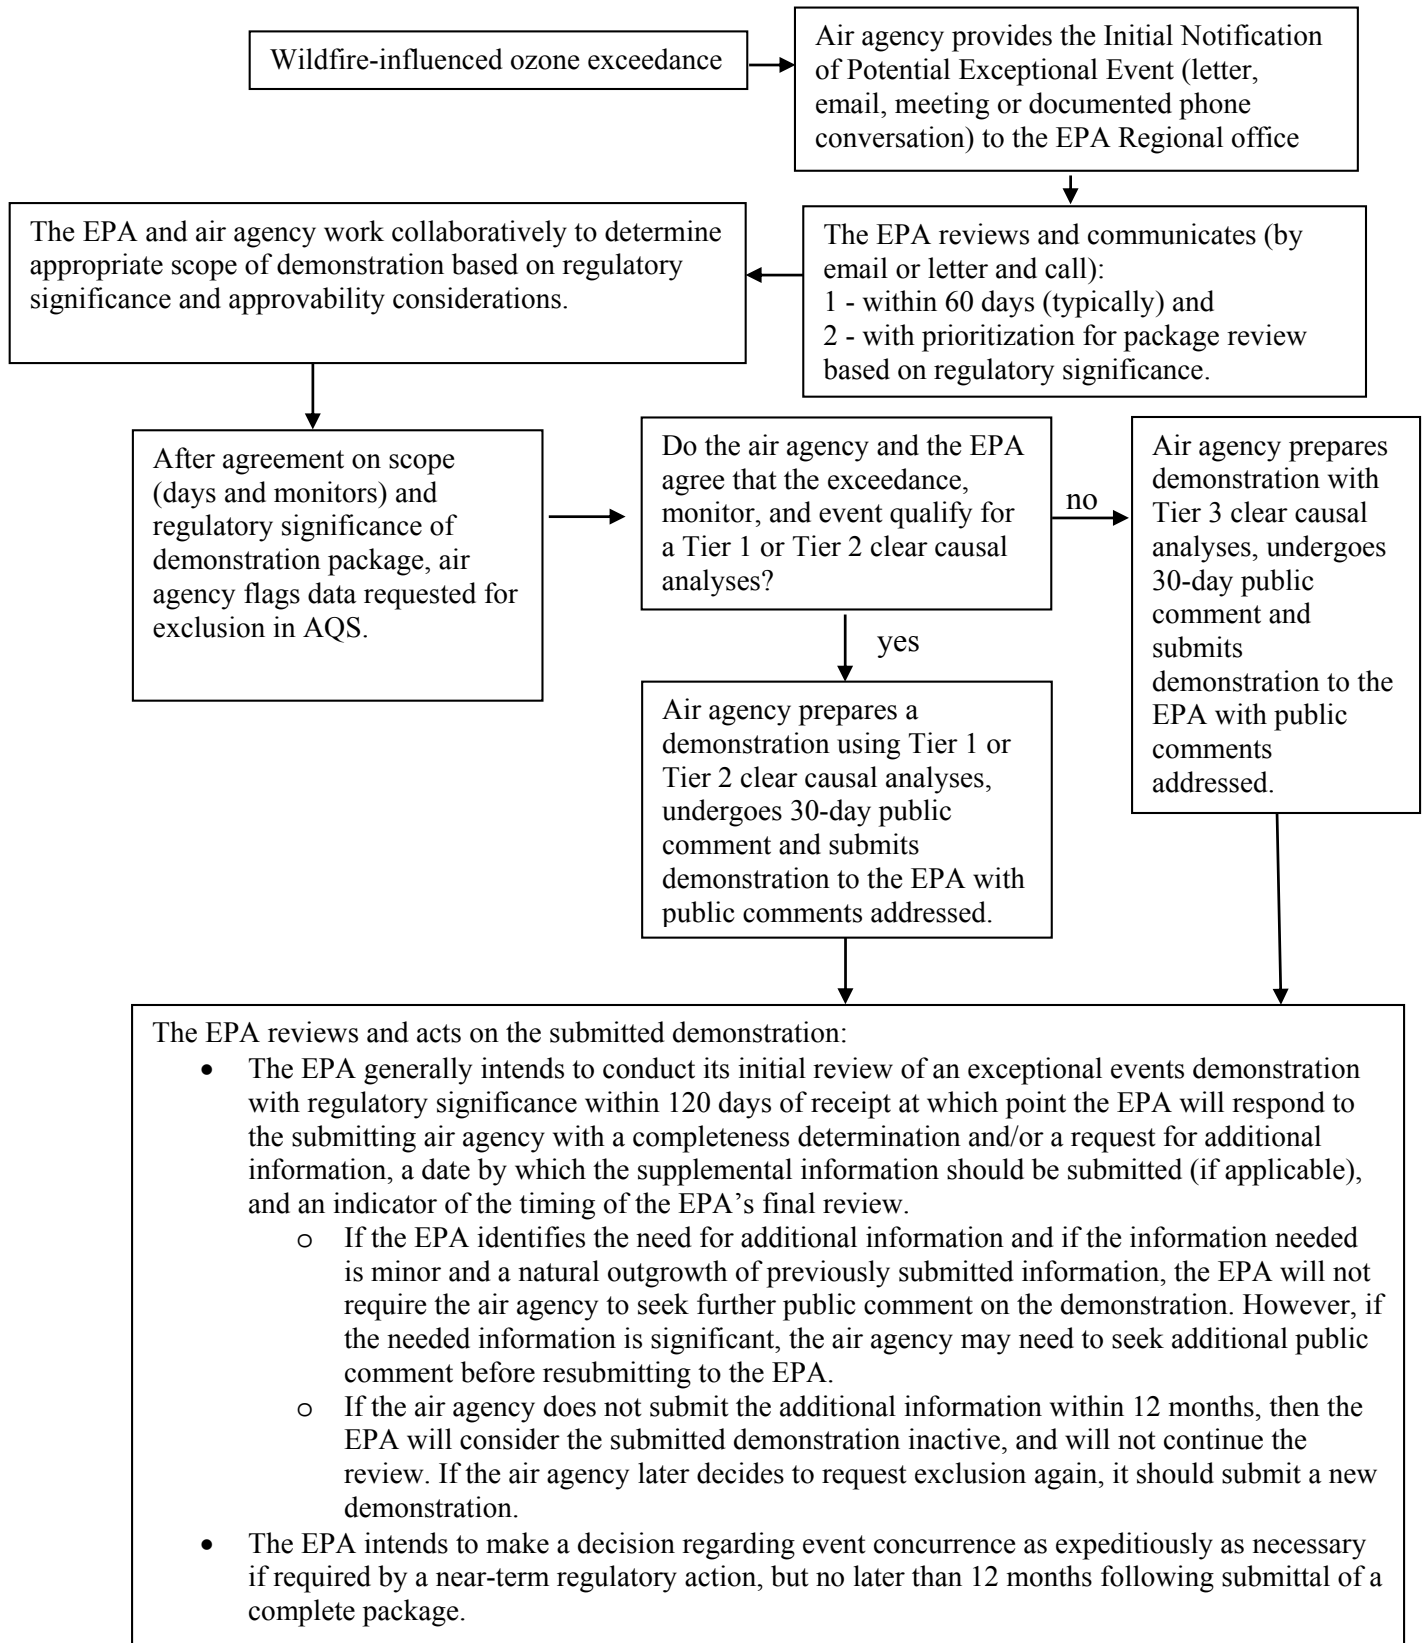 Wildfire-influenced ozone exceedance
Air agency provides the Initial Notification
of Potential Exceptional Event (letter,
email, meeting or documented phone
conversation) to the EPA Regional office
The EPA reviews and communicates (by
email or letter and call):
1 - within 60 days (typically) and
2 - with prioritization for package review
based on regulatory significance.
The EPA and air agency work collaboratively to determine
appropriate scope of demonstration based on regulatory
significance and approvability considerations.
After agreement on scope
(days and monitors) and
regulatory significance of
demonstration package, air
agency flags data requested for
exclusion in AQS.
Do the air agency and the EPA
agree that the exceedance,
monitor, and event qualify for
a Tier 1 or Tier 2 clear causal
analyses?
no
Air agency prepares
demonstration with
Tier 3 clear causal
analyses, undergoes
30-day public
comment and
submits
demonstration to the
EPA with public
comments
addressed.
yes
Air agency prepares a
demonstration using Tier 1 or
Tier 2 clear causal analyses,
undergoes 30-day public
comment and submits
demonstration to the EPA with
public comments addressed.
The EPA reviews and acts on the submitted demonstration:
• The EPA generally intends to conduct its initial review of an exceptional events demonstration
with regulatory significance within 120 days of receipt at which point the EPA will respond to
the submitting air agency with a completeness determination and/or a request for additional
information, a date by which the supplemental information should be submitted (if applicable),
and an indicator of the timing of the EPA’s final review.
o If the EPA identifies the need for additional information and if the information needed
is minor and a natural outgrowth of previously submitted information, the EPA will not
require the air agency to seek further public comment on the demonstration. However, if
the needed information is significant, the air agency may need to seek additional public
comment before resubmitting to the EPA.
o If the air agency does not submit the additional information within 12 months, then the
EPA will consider the submitted demonstration inactive, and will not continue the
review. If the air agency later decides to request exclusion again, it should submit a new
demonstration.
• The EPA intends to make a decision regarding event concurrence as expeditiously as necessary
if required by a near-term regulatory action, but no later than 12 months following submittal of a
complete package.